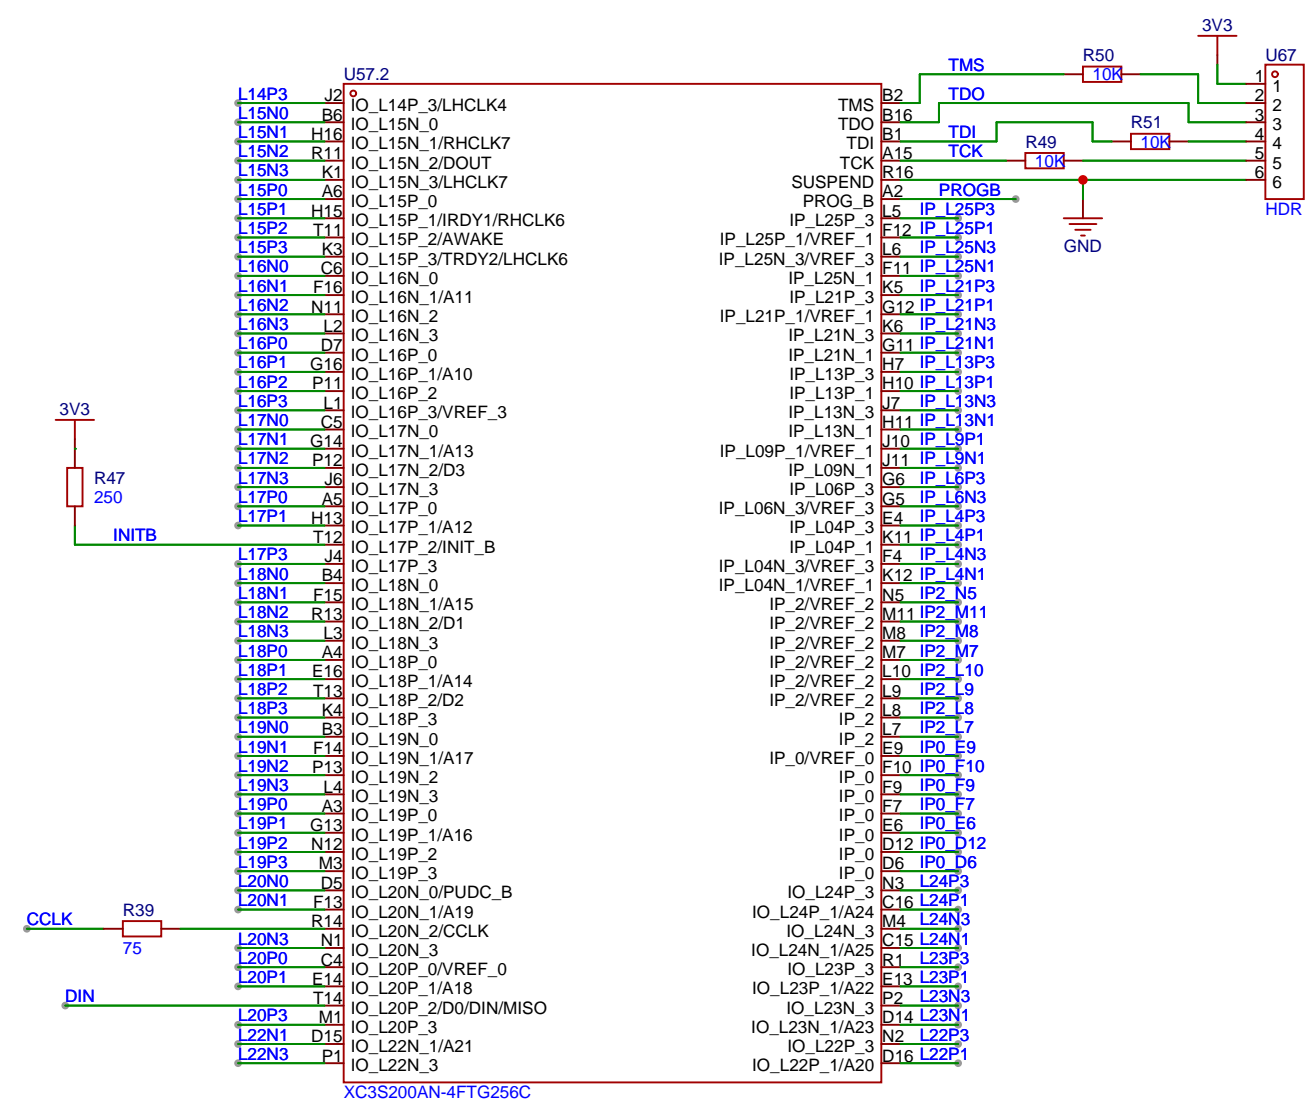 3V3
U67
R50
10K
TMS
1 1
2 2
TDO
3 3
R51
10K
TDI
4 4
R49
10K
TCK
5 5
6 6
HDR
GND
PROGB
U57.2
L14P3 J2 IO_L14P_3/LHCLK4
L15N0 B6 IO_L15N_0
L15N1 H16 IO_L15N_1/RHCLK7
L15N2 R11 IO_L15N_2/DOUT
L15N3 K1 IO_L15N_3/LHCLK7
L15P0 A6 IO_L15P_0
L15P1 H15 IO_L15P_1/IRDY1/RHCLK6
L15P2 T11 IO_L15P_2/AWAKE
L15P3 K3 IO_L15P_3/TRDY2/LHCLK6
L16N0 C6 IO_L16N_0
L16N1 F16 IO_L16N_1/A11
L16N2 N11 IO_L16N_2
L16N3 L2 IO_L16N_3
L16P0 D7 IO_L16P_0
L16P1 G16 IO_L16P_1/A10
L16P2 P11 IO_L16P_2
L16P3 L1 IO_L16P_3/VREF_3
L17N0 C5 IO_L17N_0
L17N1 G14 IO_L17N_1/A13
L17N2 P12 IO_L17N_2/D3
L17N3 J6 IO_L17N_3
L17P0 A5 IO_L17P_0
L17P1 H13 IO_L17P_1/A12
3V3
R47
250
INITB T12 IO_L17P_2/INIT_B
L17P3 J4 IO_L17P_3
L18N0 B4 IO_L18N_0
L18N1 F15 IO_L18N_1/A15
L18N2 R13 IO_L18N_2/D1
L18N3 L3 IO_L18N_3
L18P0 A4 IO_L18P_0
L18P1 E16 IO_L18P_1/A14
L18P2 T13 IO_L18P_2/D2
L18P3 K4 IO_L18P_3
L19N0 B3 IO_L19N_0
L19N1 F14 IO_L19N_1/A17
L19N2 P13 IO_L19N_2
L19N3 L4 IO_L19N_3
L19P0 A3 IO_L19P_0
L19P1 G13 IO_L19P_1/A16
L19P2 N12 IO_L19P_2
L19P3 M3 IO_L19P_3
L20N0 D5 IO_L20N_0/PUDC_B
L20N1 F13 IO_L20N_1/A19
R39
75
CCLK R14 IO_L20N_2/CCLK
L20N3 N1 IO_L20N_3
L20P0 C4 IO_L20P_0/VREF_0
L20P1 E14 IO_L20P_1/A18
DIN T14 IO_L20P_2/D0/DIN/MISO
L20P3 M1 IO_L20P_3
L22N1 D15 IO_L22N_1/A21
L22N3 P1 IO_L22N_3
TMS B2
TDO B16
TDI B1
TCK A15
SUSPEND R16
PROG_B A2
IP_L25P_3 L5 IP_L25P3
IP_L25P_1/VREF_1 F12 IP_L25P1
IP_L25N_3/VREF_3 L6 IP_L25N3
IP_L25N_1 F11 IP_L25N1
IP_L21P_3 K5 IP_L21P3
IP_L21P_1/VREF_1 G12 IP_L21P1
IP_L21N_3 K6 IP_L21N3
IP_L21N_1 G11 IP_L21N1
IP_L13P_3 H7 IP_L13P3
IP_L13P_1 H10 IP_L13P1
IP_L13N_3 J7 IP_L13N3
IP_L13N_1 H11 IP_L13N1
IP_L09P_1/VREF_1 J10 IP_L9P1
IP_L09N_1 J11 IP_L9N1
IP_L06P_3 G6 IP_L6P3
IP_L06N_3/VREF_3 G5 IP_L6N3
IP_L04P_3 E4 IP_L4P3
IP_L04P_1 K11 IP_L4P1
IP_L04N_3/VREF_3 F4 IP_L4N3
IP_L04N_1/VREF_1 K12 IP_L4N1
IP_2/VREF_2 N5 IP2_N5
IP_2/VREF_2 M11 IP2_M11
IP_2/VREF_2 M8 IP2_M8
IP_2/VREF_2 M7 IP2_M7
IP_2/VREF_2 L10 IP2_L10
IP_2/VREF_2 L9 IP2_L9
IP_2 L8 IP2_L8
IP_2 L7 IP2_L7
IP_0/VREF_0 E9 IP0_E9
IP_0 F10 IP0_F10
IP_0 F9 IP0_F9
IP_0 F7 IP0_F7
IP_0 E6 IP0_E6
IP_0 D12 IP0_D12
IP_0 D6 IP0_D6
IO_L24P_3 N3 L24P3
IO_L24P_1/A24 C16 L24P1
IO_L24N_3 M4 L24N3
IO_L24N_1/A25 C15 L24N1
IO_L23P_3 R1 L23P3
IO_L23P_1/A22 E13 L23P1
IO_L23N_3 P2 L23N3
IO_L23N_1/A23 D14 L23N1
IO_L22P_3 N2 L22P3
IO_L22P_1/A20 D16 L22P1
XC3S200AN-4FTG256C